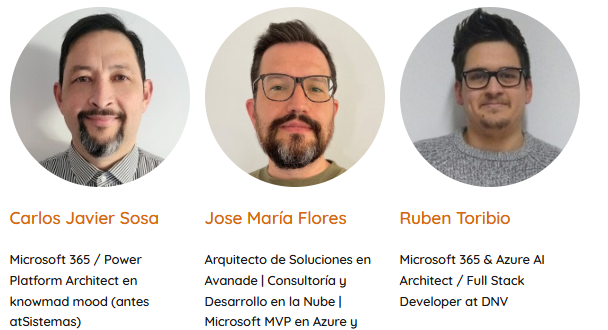 Carlos Javier Sosa
Microsoft 365 / Power
Platform Architect en
knowmad mood (antes
atSistemas)
Jose María Flores
Arquitecto de Soluciones en
Avanade | Consultoría y
Desarrollo en la Nube |
Microsoft MVP en Azure y
Ruben Toribio
Microsoft 365 & Azure AI
Architect / Full Stack
Developer at DNV